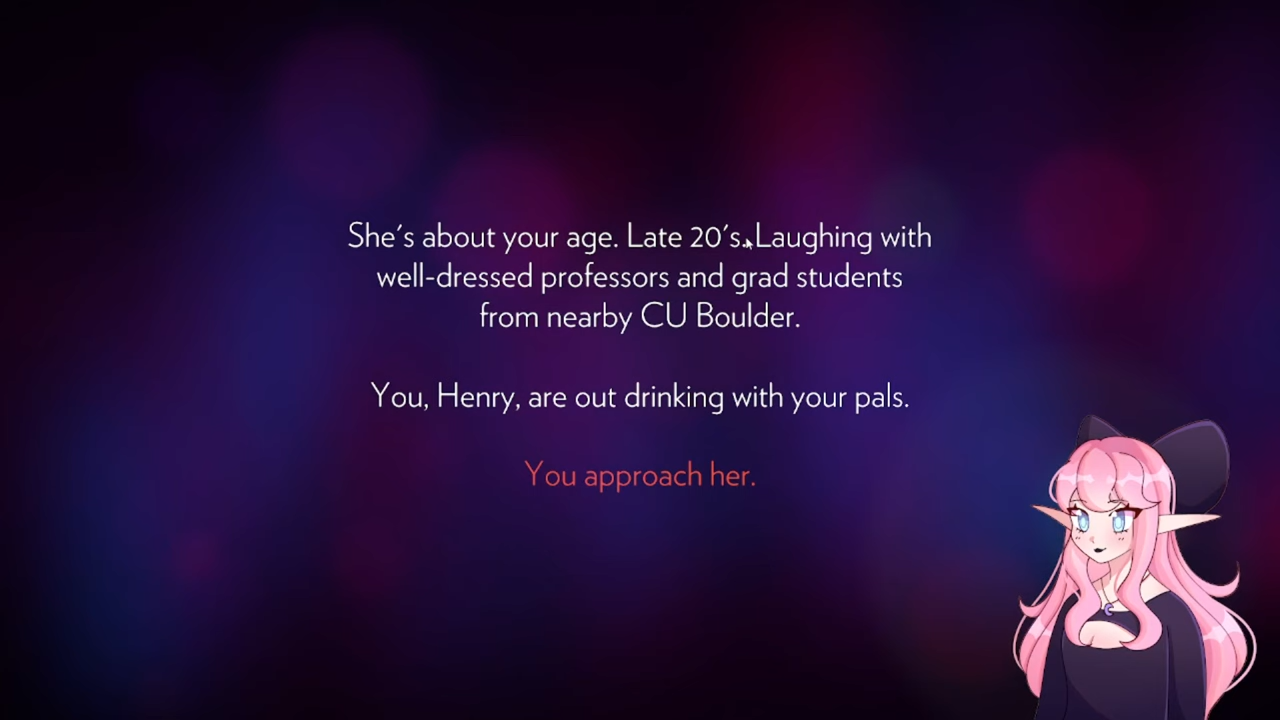 She's about your age. Late 20's. Laughing with
well-dressed professors and grad students
from nearby CU Boulder.
You, Henry, are out drinking with your pals.
You approach her.